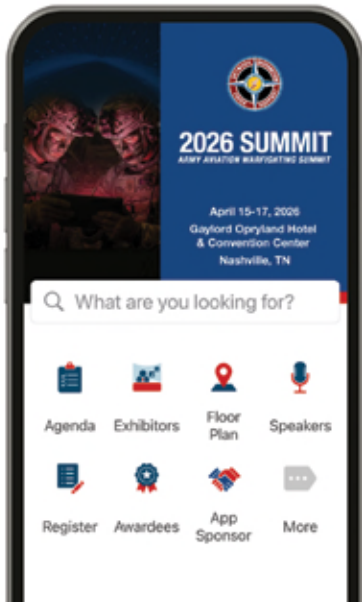 2026 SUMMIT
ARMY AVIATION WARFIGHTING SUMMIT
April 15-17, 2026
Gaylord Opryland Hotel
& Convention Center
Nashville, TN
What are you looking for?
Agenda
Exhibitors
Floor
Plan
Speakers
Register
Awardees
App
Sponsor
More